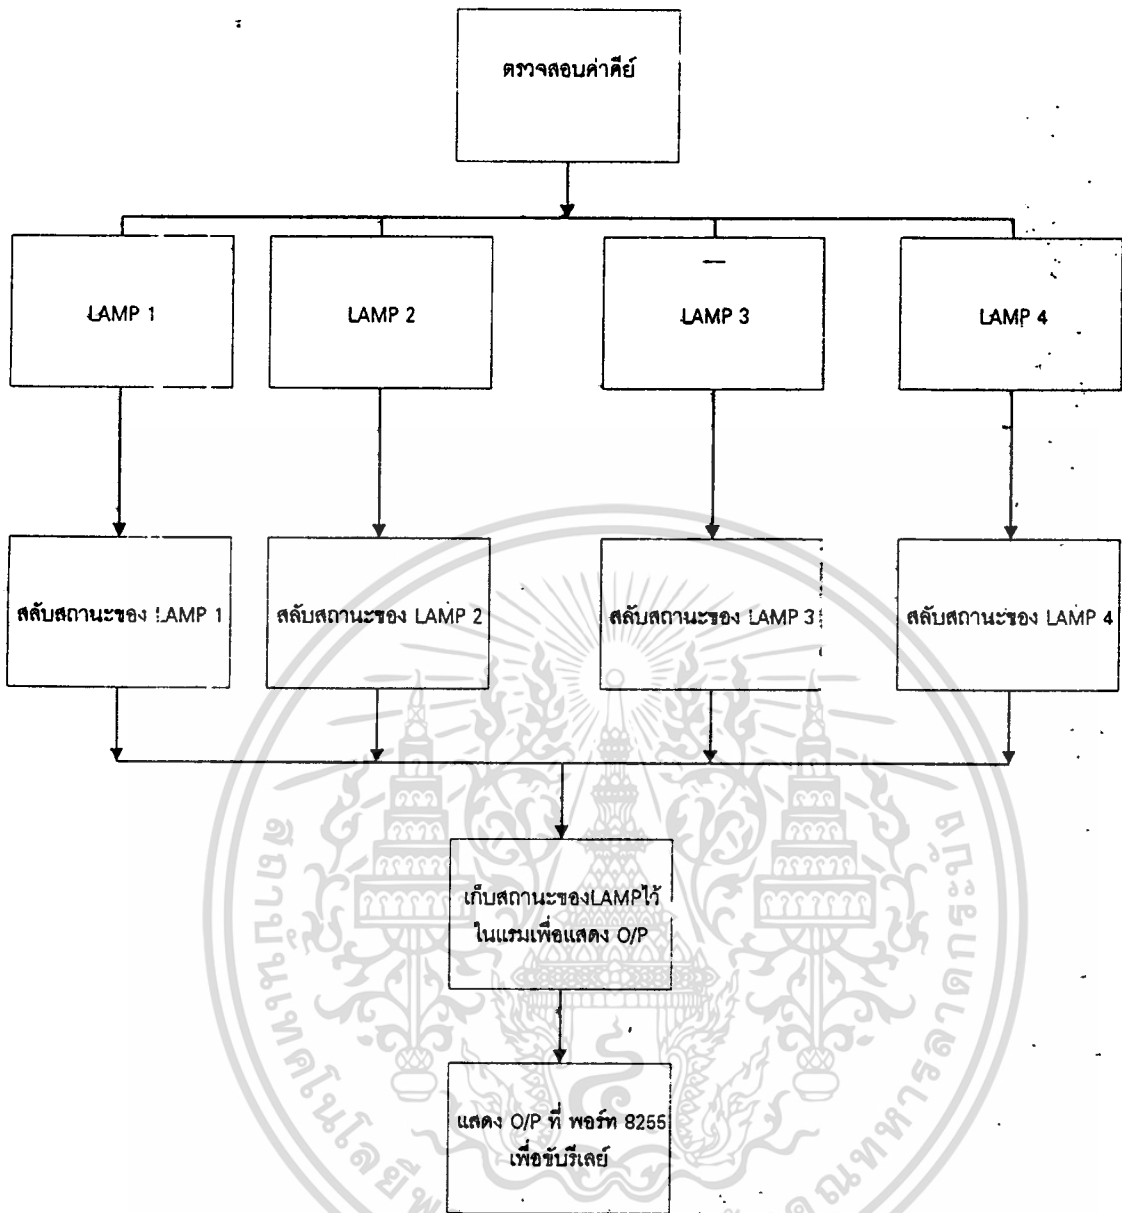 ตรวจสอบค่าคีย์
LAMP 1
LAMP 2
LAMP 3
LAMP 4
สลับสถานะของ LAMP 1
สลับสถานะของ LAMP 2
สลับสถานะของ LAMP 3
สลับสถานะของ LAMP 4
เก็บสถานะของLAMPไว้
ในแรมเพื่อแสดง O/P
แสดง O/P ที่ พอร์ท 8255
เพื่อขับรีเลย์